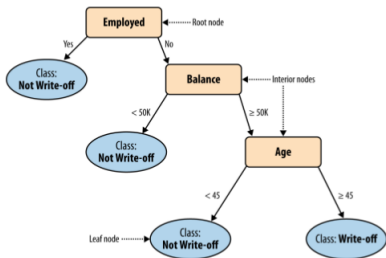 Employed
Root node
Yes
No
Class:
Not Write-off
Balance
Interior nodes
< 50K
≥ 50K
Class:
Not Write-off
Age
< 45
≥ 45
Leaf node
Class:
Not Write-off
Class: Write-off